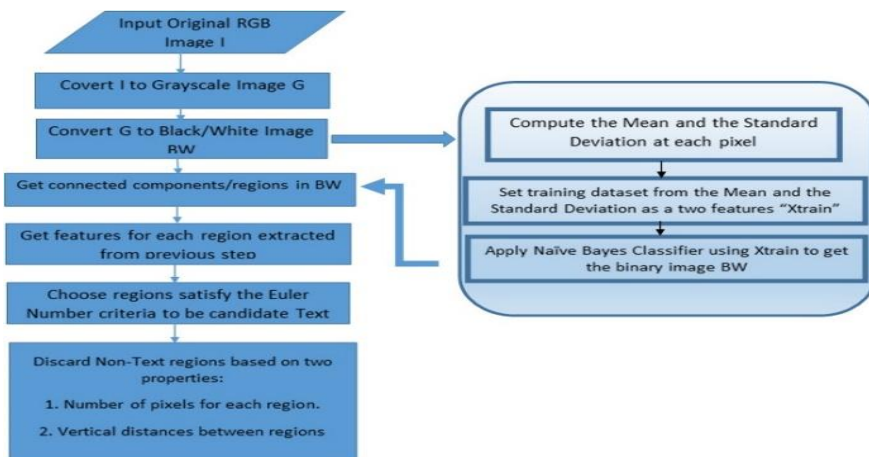 Input Original RGB
Image I
Covert I to Grayscale Image G
Convert G to Black/White Image
BW
Get connected components/regions in BW
Get features for each region extracted
from previous step
Choose regions satisfy the Euler
Number criteria to be candidate Text
Discard Non-Text regions based on two
properties:
1. Number of pixels for each region.
2. Vertical distances between regions
Compute the Mean and the Standard
Deviation at each pixel
Set training dataset from the Mean and the
Standard Deviation as a two features “Xtrain”
Apply Naïve Bayes Classifier using Xtrain to get
the binary image BW